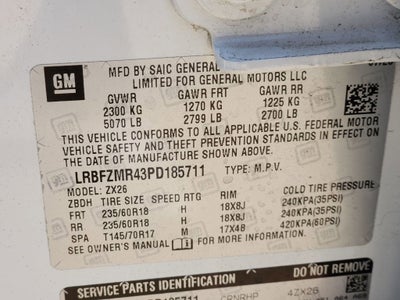 GM
MFD BY SAIC GENERAL
LIMITED FOR GENERAL MOTORS LLC
GVWR GAWR FRT GAWR RR
2300 KG 1270 KG 1225 KG
5070 LB 2799 LB 2700 LB
THIS VEHICLE CONFORMS TO ALL APPLICABLE U.S. FEDERAL MOTOR
VEHICLE SAFETY AND THEFT PREVENTION STANDARDS IN EFFECT ON
THE DATE OF MANUFACTURE SHOWN ABOVE.
LRBFZMR43PD185711 TYPE: M.P.V.
MODEL: ZX26
ZBDH TIRE SIZE SPEED RTG RIM COLD TIRE PRESSURE
FRT 235/60R18 H 18X8J 240KPA(35PSI)
RR 235/60R18 H 18X8J 240KPA(35PSI)
SPA T145/70R17 M 17X4B 420KPA(60PSI)
SEE OWNER'S MANUAL FOR MORE INFORMATION.
SERVICE PARTS IDENTIFICATION DO NOT REMOVE
4ZX26